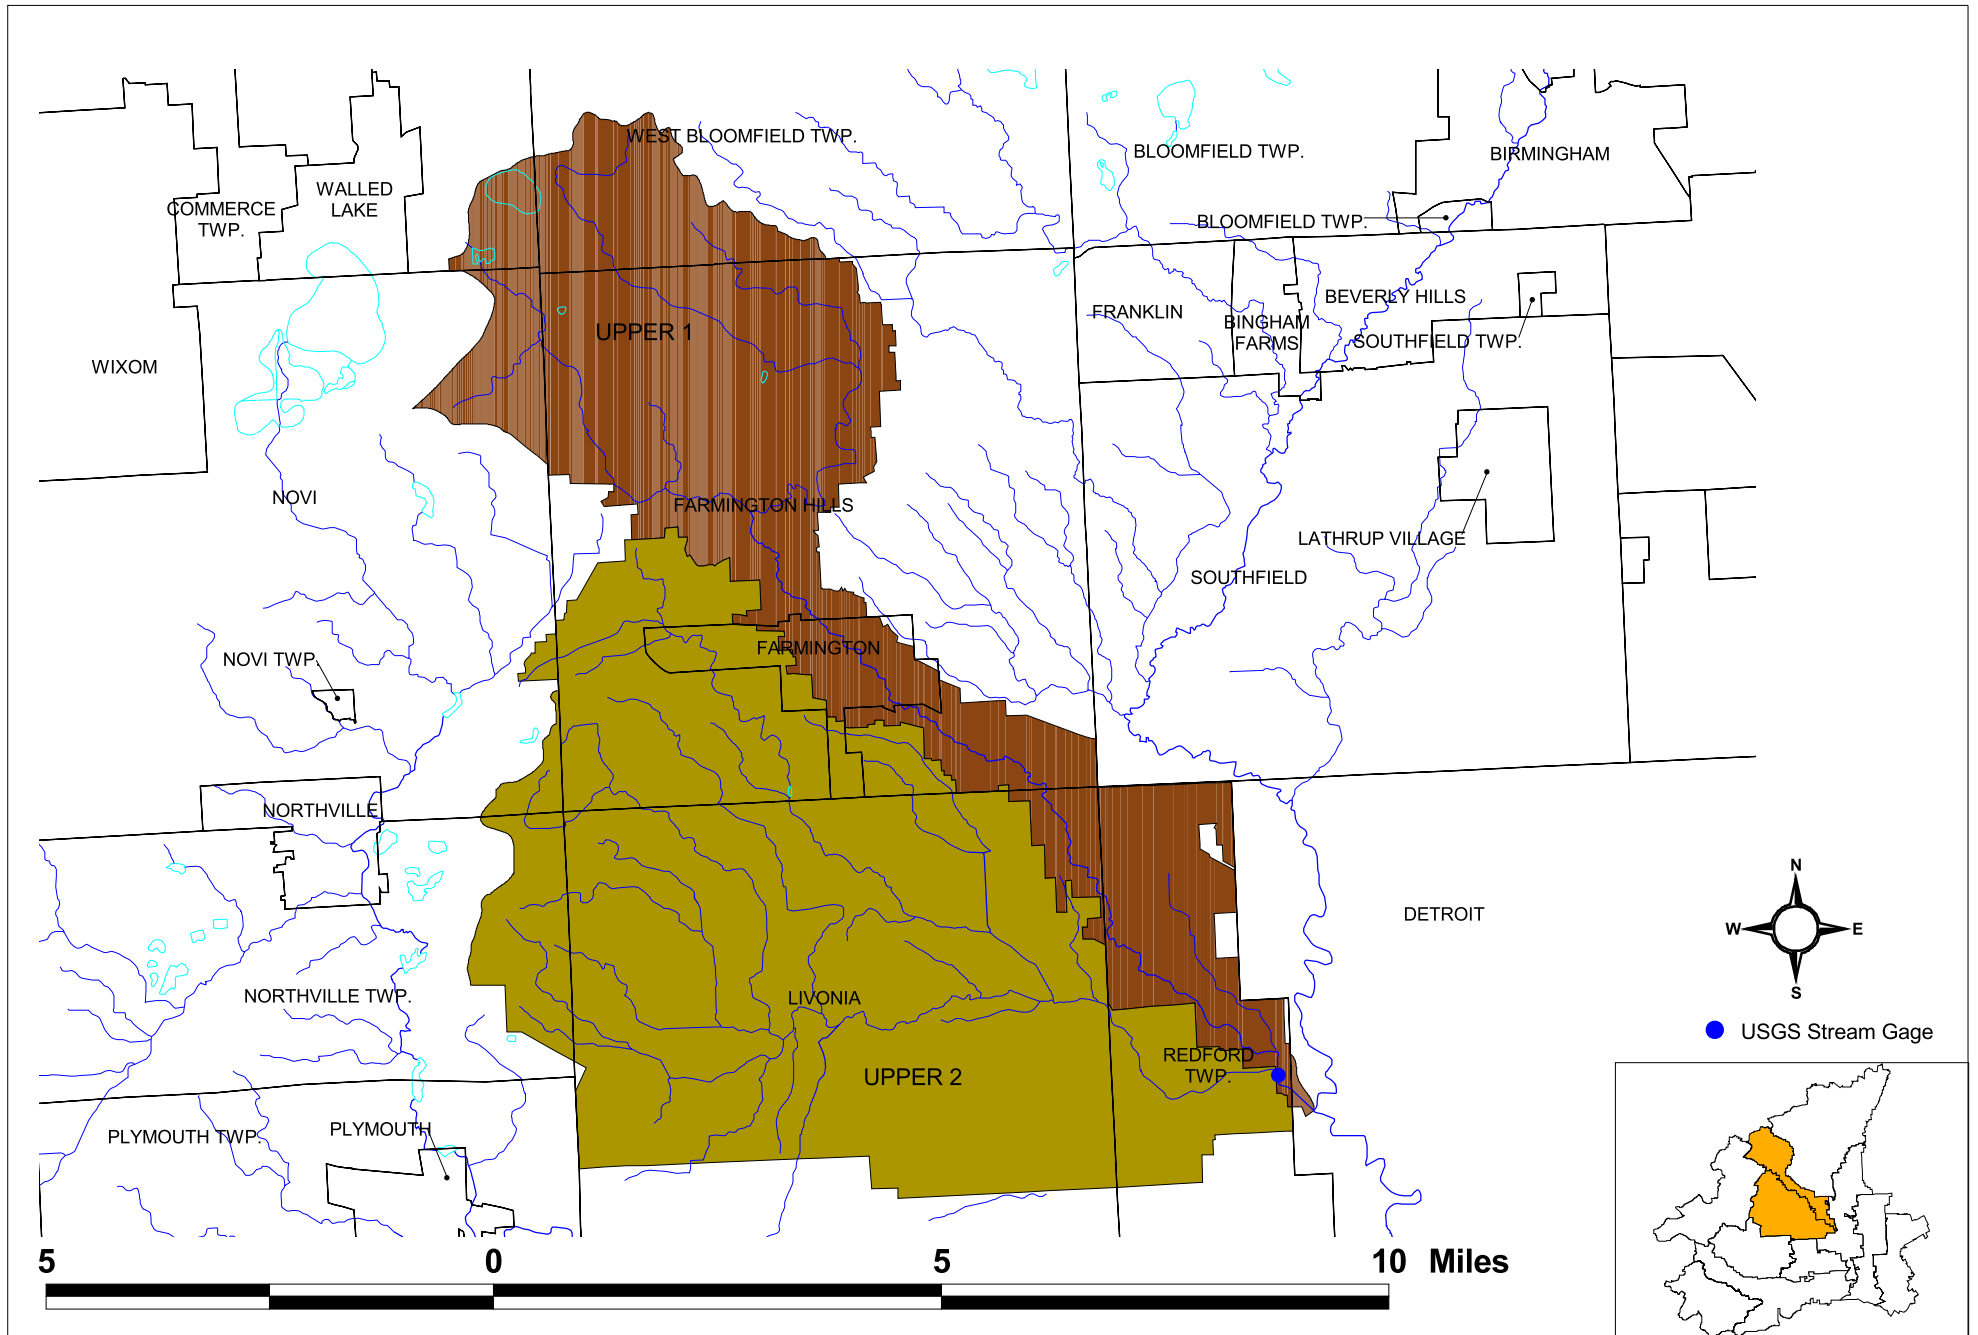 WEST BLOOMFIELD TWP.
BLOOMFIELD TWP.
BIRMINGHAM
WALLED
LAKE
COMMERCE
TWP.
BLOOMFIELD TWP.
FRANKLIN
BEVERLY HILLS
BINGHAM
FARMS
SOUTHFIELD TWP.
UPPER 1
WIXOM
NOVI
FARMINGTON HILLS
LATHRUP VILLAGE
SOUTHFIELD
FARMINGTON
NOVI TWP.
NORTHVILLE
DETROIT
NORTHVILLE TWP.
LIVONIA
REDFORD
TWP.
UPPER 2
PLYMOUTH TWP.
PLYMOUTH
N
W
E
S
USGS Stream Gage
5 0 5 10 Miles